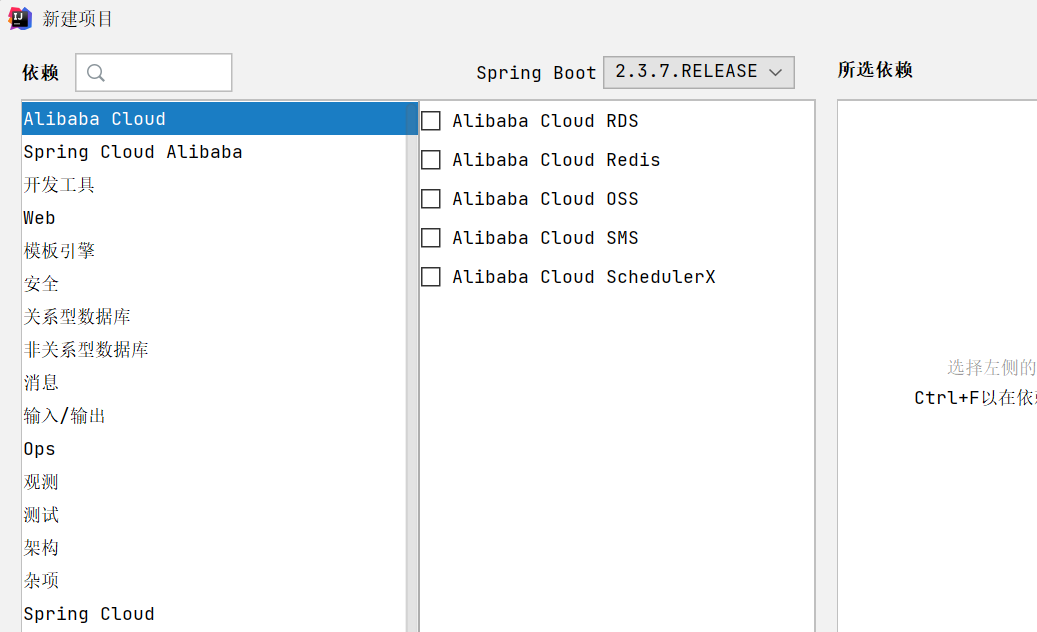 新建项目
依赖
Spring Boot 2.3.7.RELEASE
所选依赖
Alibaba Cloud
Spring Cloud Alibaba
开发工具
Web
模板引擎
安全
关系型数据库
非关系型数据库
消息
输入/输出
Ops
观测
测试
架构
杂项
Spring Cloud
Alibaba Cloud RDS
Alibaba Cloud Redis
Alibaba Cloud OSS
Alibaba Cloud SMS
Alibaba Cloud SchedulerX
选择左侧的
Ctrl+F以在依